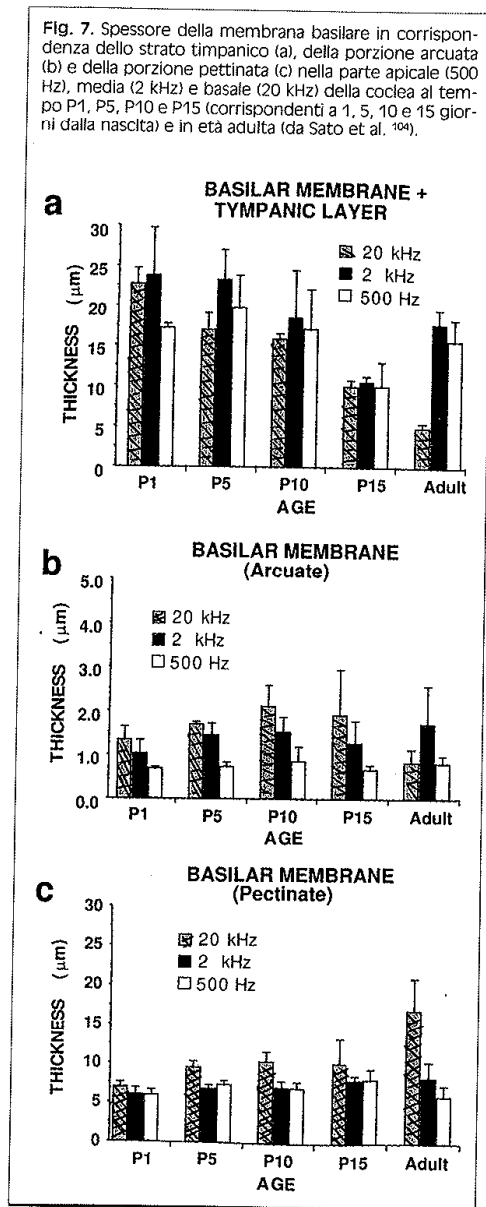 Fig. 7. Spessore della membrana basilare in corrispon-
denza dello strato timpanico (a), della porzione arcuata
(b) e della porzione pettinata (c) nella parte apicale (500
Hz), media (2 kHz) e basale (20 kHz) della coclea al tem-
po P1, P5, P10 e P15 (corrispondenti a 1, 5, 10 e 15 gior-
ni dalla nascita) e in età adulta (da Sato et al. 104).
a
BASILAR MEMBRANE +
TYMPANIC LAYER
THICKNESS (μm)
30
25
20
15
10
5
0
20 kHz
2 kHz
500 Hz
P1 P5 P10 P15 Adult
AGE
b
BASILAR MEMBRANE
(Arcuate)
THICKNESS (μm)
5.0
4.0
3.0
2.0
1.0
0.0
20 kHz
2 kHz
500 Hz
P1 P5 P10 P15 Adult
AGE
c
BASILAR MEMBRANE
(Pectinate)
THICKNESS (μm)
30
25
20
15
10
5
0
20 kHz
2 kHz
500 Hz
P1 P5 P10 P15 Adult
AGE